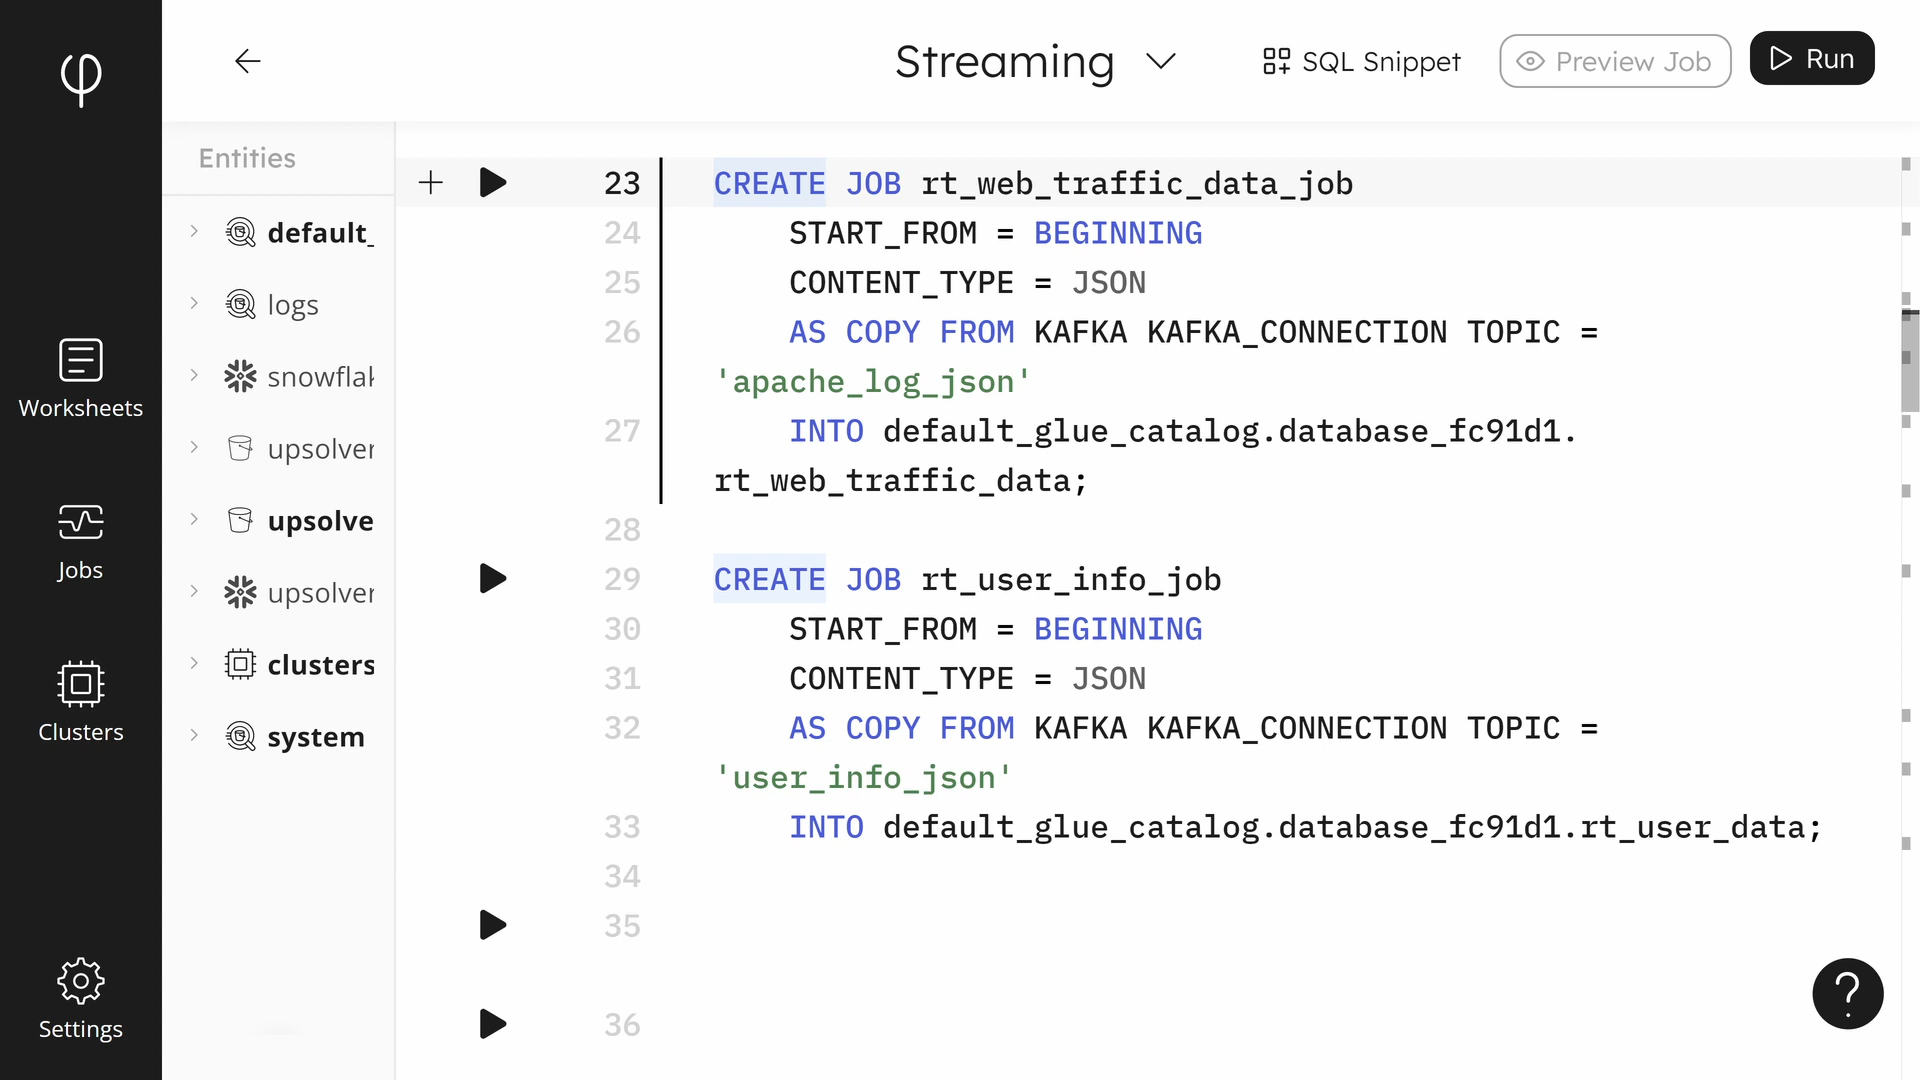 Streaming
SQL Snippet
Preview Job
Run
Entities
default_
logs
snowflak
upsolver
upsolve
upsolver
clusters
system
Worksheets
Jobs
Clusters
Settings
23 CREATE JOB rt_web_traffic_data_job
24 START_FROM = BEGINNING
25 CONTENT_TYPE = JSON
26 AS COPY FROM KAFKA KAFKA_CONNECTION TOPIC =
'apache_log_json'
27 INTO default_glue_catalog.database_fc91d1.
rt_web_traffic_data;
28
29 CREATE JOB rt_user_info_job
30 START_FROM = BEGINNING
31 CONTENT_TYPE = JSON
32 AS COPY FROM KAFKA KAFKA_CONNECTION TOPIC =
'user_info_json'
33 INTO default_glue_catalog.database_fc91d1.rt_user_data;
34
35
36
?